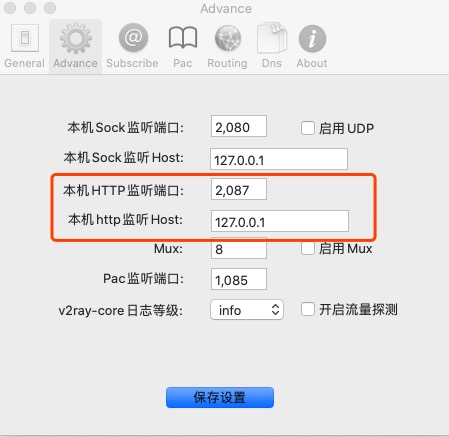 Advance
General Advance Subscribe Pac Routing Dns About
本机Sock监听端口: 2,080 启用UDP
本机Sock监听Host: 127.0.0.1
本机HTTP监听端口: 2,087
本机http监听Host: 127.0.0.1
Mux: 8 启用Mux
Pac监听端口: 1,085
v2ray-core日志等级: info 开启流量探测
保存设置